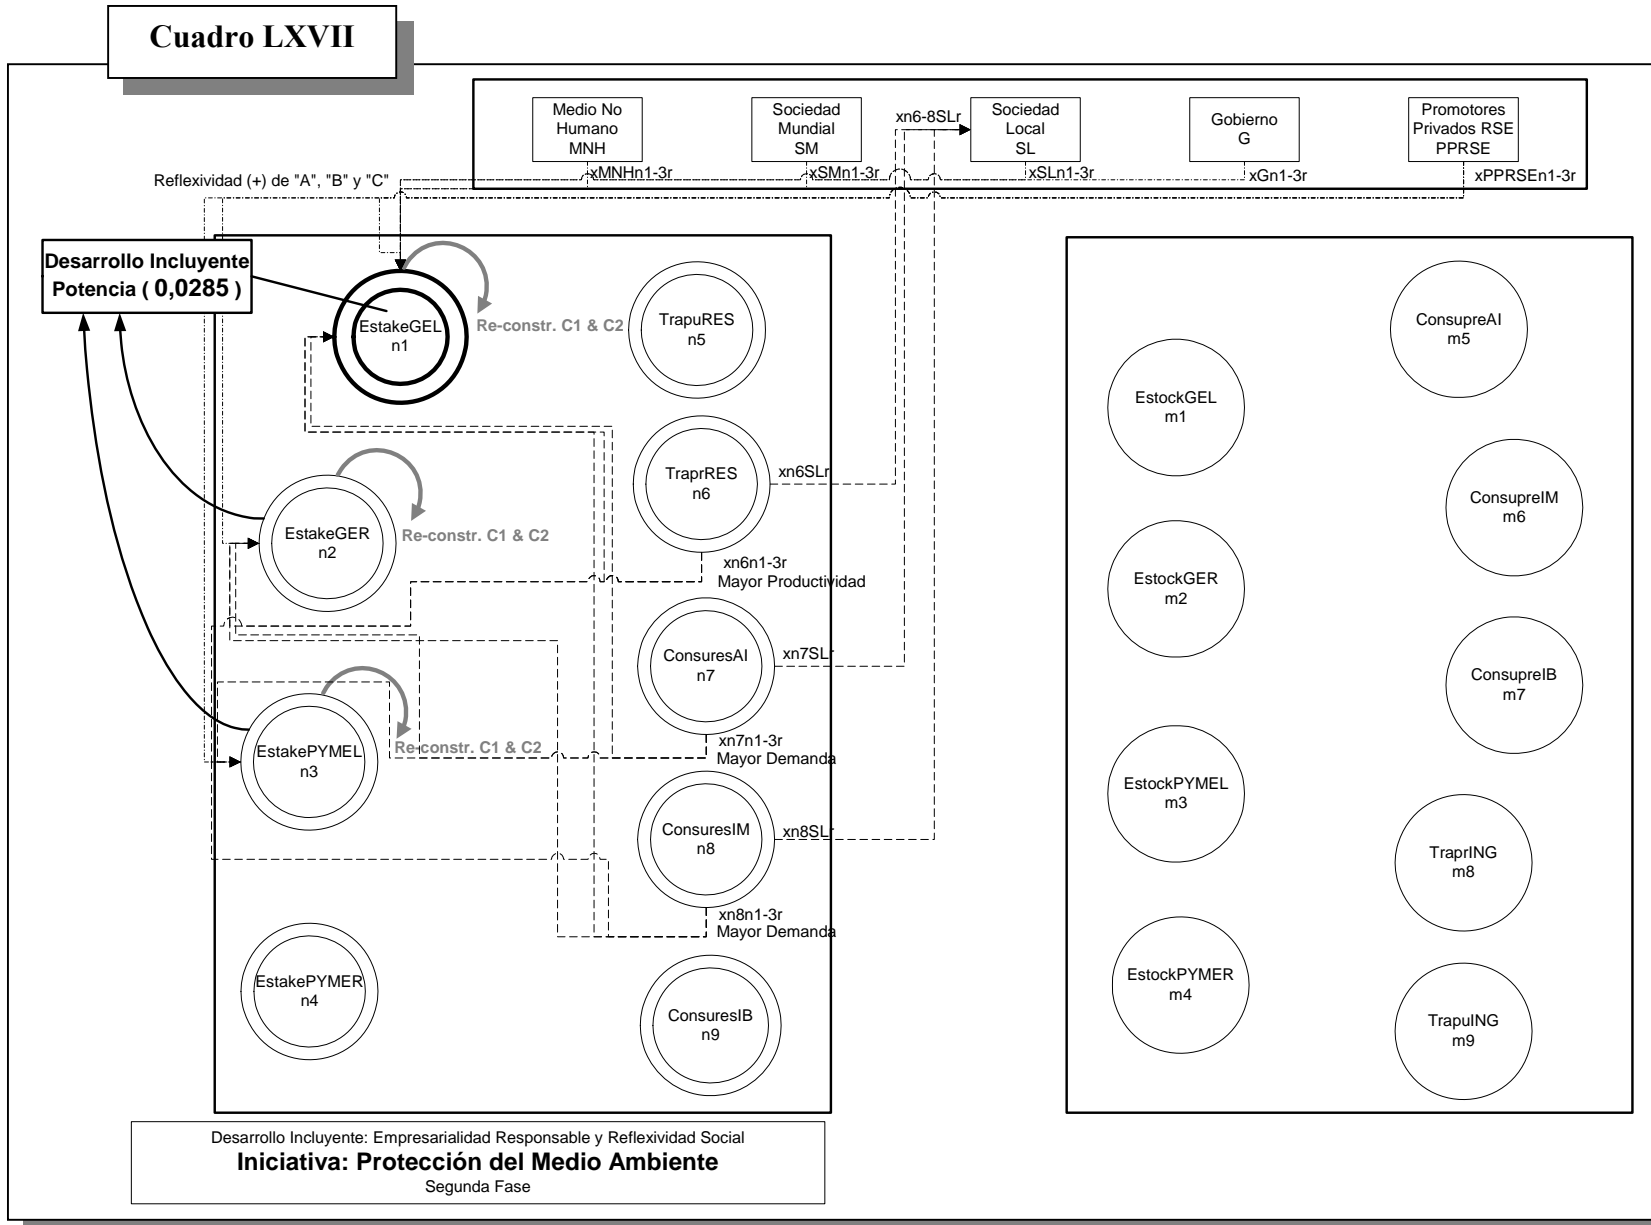 Cuadro LXVII
Medio No
Humano
MNH
Sociedad
Mundial
SM
xn6-8SLr
Sociedad
Local
SL
Gobierno
G
Promotores
Privados RSE
PPRSE
xMNHn1-3r
xSMn1-3r
xSLn1-3r
xGn1-3r
xPPRSEn1-3r
Reflexividad (+) de "A", "B" y "C"
Desarrollo Incluyente
Potencia ( 0,0285 )
EstakeGEL
n1
Re-constr. C1 & C2
TrapuRES
n5
TraprRES
n6
xn6SLr
EstakeGER
n2
Re-constr. C1 & C2
xn6n1-3r
Mayor Productividad
ConsuresAI
n7
xn7SLr
xn7n1-3r
Mayor Demanda
EstakePYMEL
n3
Re-constr. C1 & C2
ConsuresIM
n8
xn8SLr
xn8n1-3r
Mayor Demanda
EstakePYMER
n4
ConsuresIB
n9
EstockGEL
m1
EstockGER
m2
EstockPYMEL
m3
EstockPYMER
m4
ConsupreAI
m5
ConsupreIM
m6
ConsupreIB
m7
TraprING
m8
TrapuING
m9
Desarrollo Incluyente: Empresarialidad Responsable y Reflexividad Social
Iniciativa: Protección del Medio Ambiente
Segunda Fase